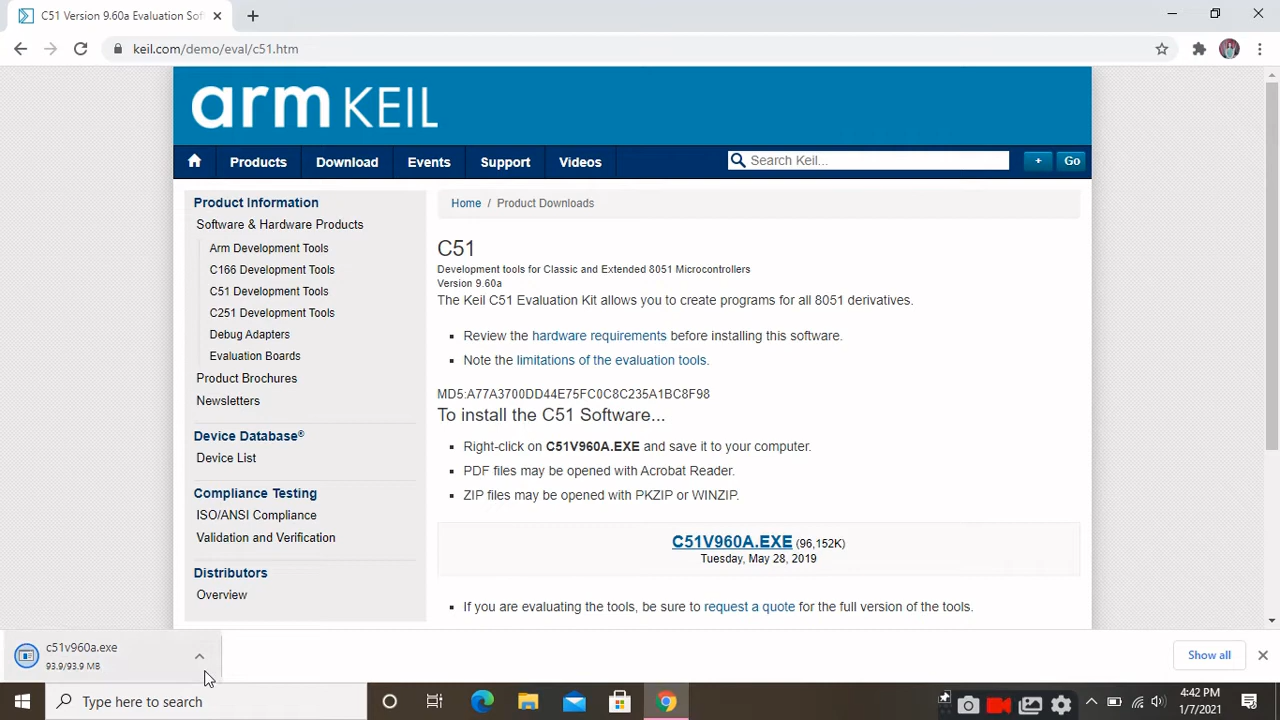 C51 Version 9.60a Evaluation Sof
keil.com/demo/eval/c51.htm
arm KEIL
Products
Download
Events
Support
Videos
Search Keil...
+
Go
Product Information
Software & Hardware Products
Arm Development Tools
C166 Development Tools
C51 Development Tools
C251 Development Tools
Debug Adapters
Evaluation Boards
Product Brochures
Newsletters
Device Database®
Device List
Compliance Testing
ISO/ANSI Compliance
Validation and Verification
Distributors
Overview
Home / Product Downloads
C51
Development tools for Classic and Extended 8051 Microcontrollers
Version 9.60a
The Keil C51 Evaluation Kit allows you to create programs for all 8051 derivatives.
Review the hardware requirements before installing this software.
Note the limitations of the evaluation tools.
MD5:A77A3700DD44E75FC0C8C235A1BC8F98
To install the C51 Software...
Right-click on C51V960A.EXE and save it to your computer.
PDF files may be opened with Acrobat Reader.
ZIP files may be opened with PKZIP or WINZIP.
C51V960A.EXE (96,152K)
Tuesday, May 28, 2019
If you are evaluating the tools, be sure to request a quote for the full version of the tools.
c51v960a.exe
93.9/93.9 MB
Show all
Type here to search
4:42 PM
1/7/2021